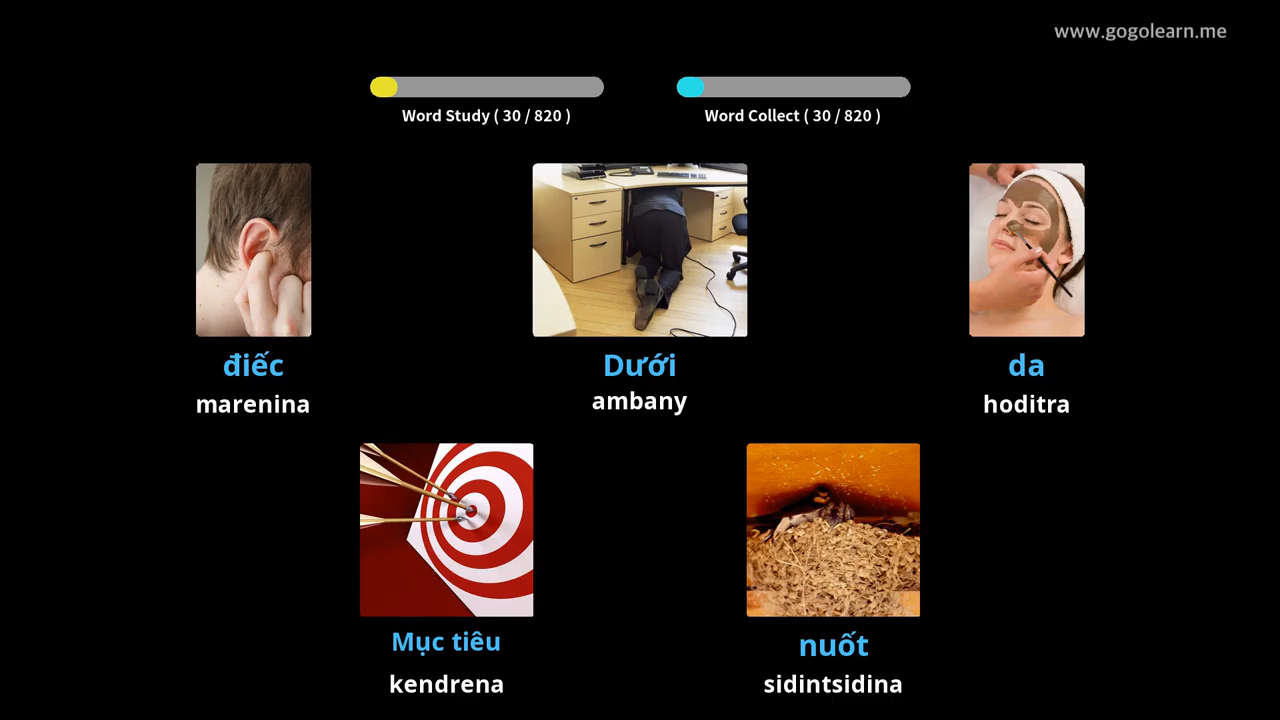 www.gogolearn.me
Word Study ( 30 / 820 )
Word Collect ( 30 / 820 )
điếc
marenina
Dưới
ambany
da
hoditra
Mục tiêu
kendrena
nuốt
sidintsidina